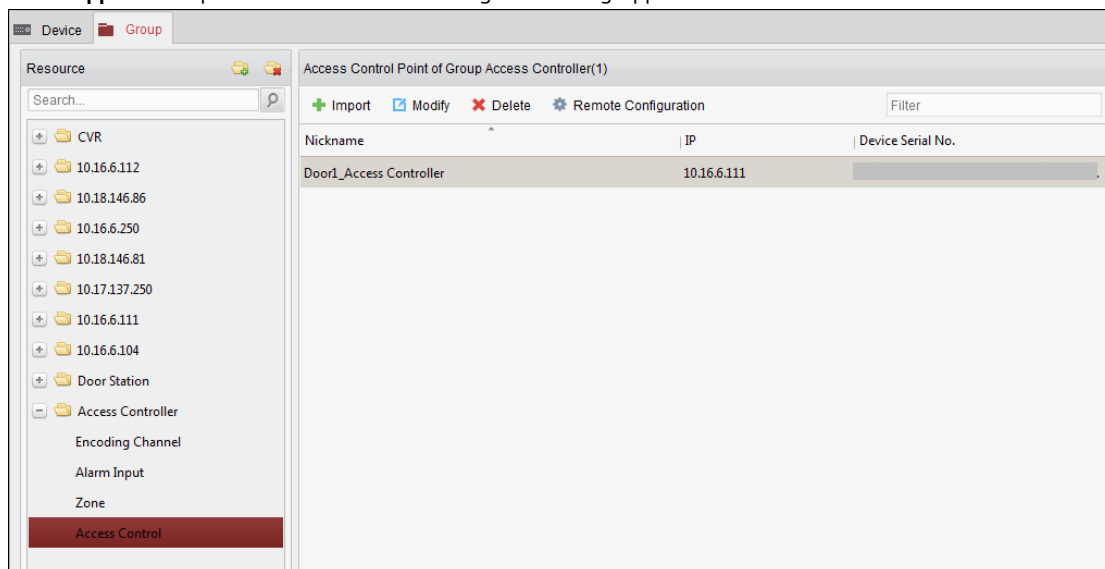 Device Group
Resource
Search...
CVR
10.16.6.112
10.18.146.86
10.16.6.250
10.18.146.81
10.17.137.250
10.16.6.111
10.16.6.104
Door Station
Access Controller
Encoding Channel
Alarm Input
Zone
Access Control
Access Control Point of Group Access Controller(1)
Import Modify Delete Remote Configuration Filter
Nickname IP Device Serial No.
Door1_Access Controller 10.16.6.111